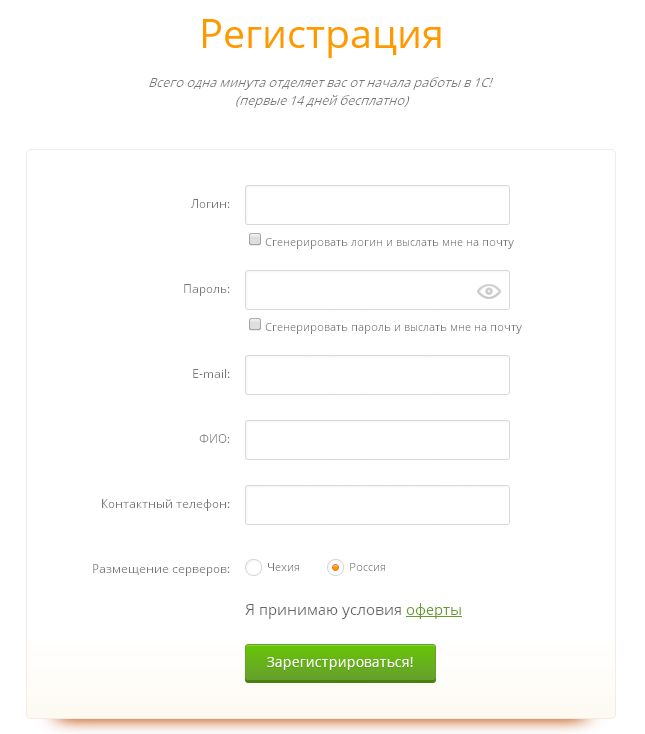 Регистрация
Всего одна минута отделяет вас от начала работы в 1С!
(первые 14 дней бесплатно)
Логин:
Сгенерировать логин и выслать мне на почту
Пароль:
Сгенерировать пароль и выслать мне на почту
E-mail:
ФИО:
Контактный телефон:
Размещение серверов: Чехия Россия
Я принимаю условия оферты
Зарегистрироваться!